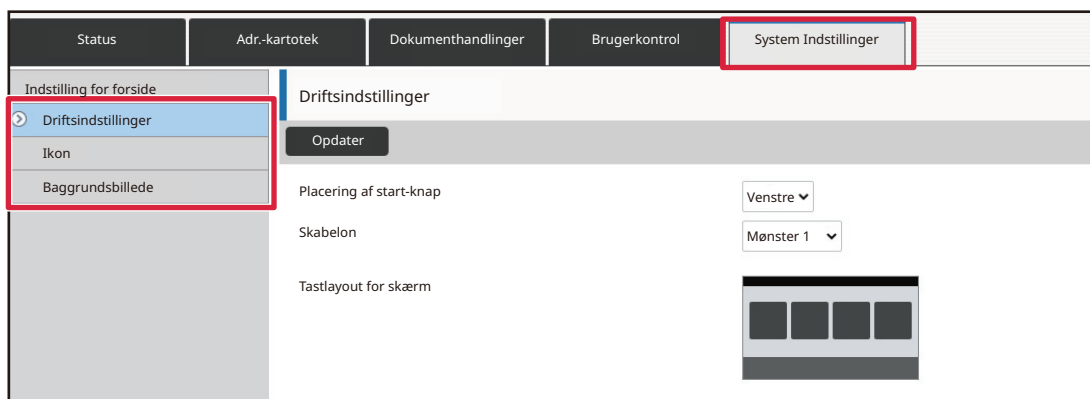 Status
Adr.-kartotek
Dokumenthandlinger
Brugerkontrol
System Indstillinger
Indstilling for forside
Driftsindstillinger
Ikon
Baggrundsbillede
Driftsindstillinger
Opdater
Placering af start-knap
Venstre
Skabelon
Mønster 1
Tastlayout for skærm